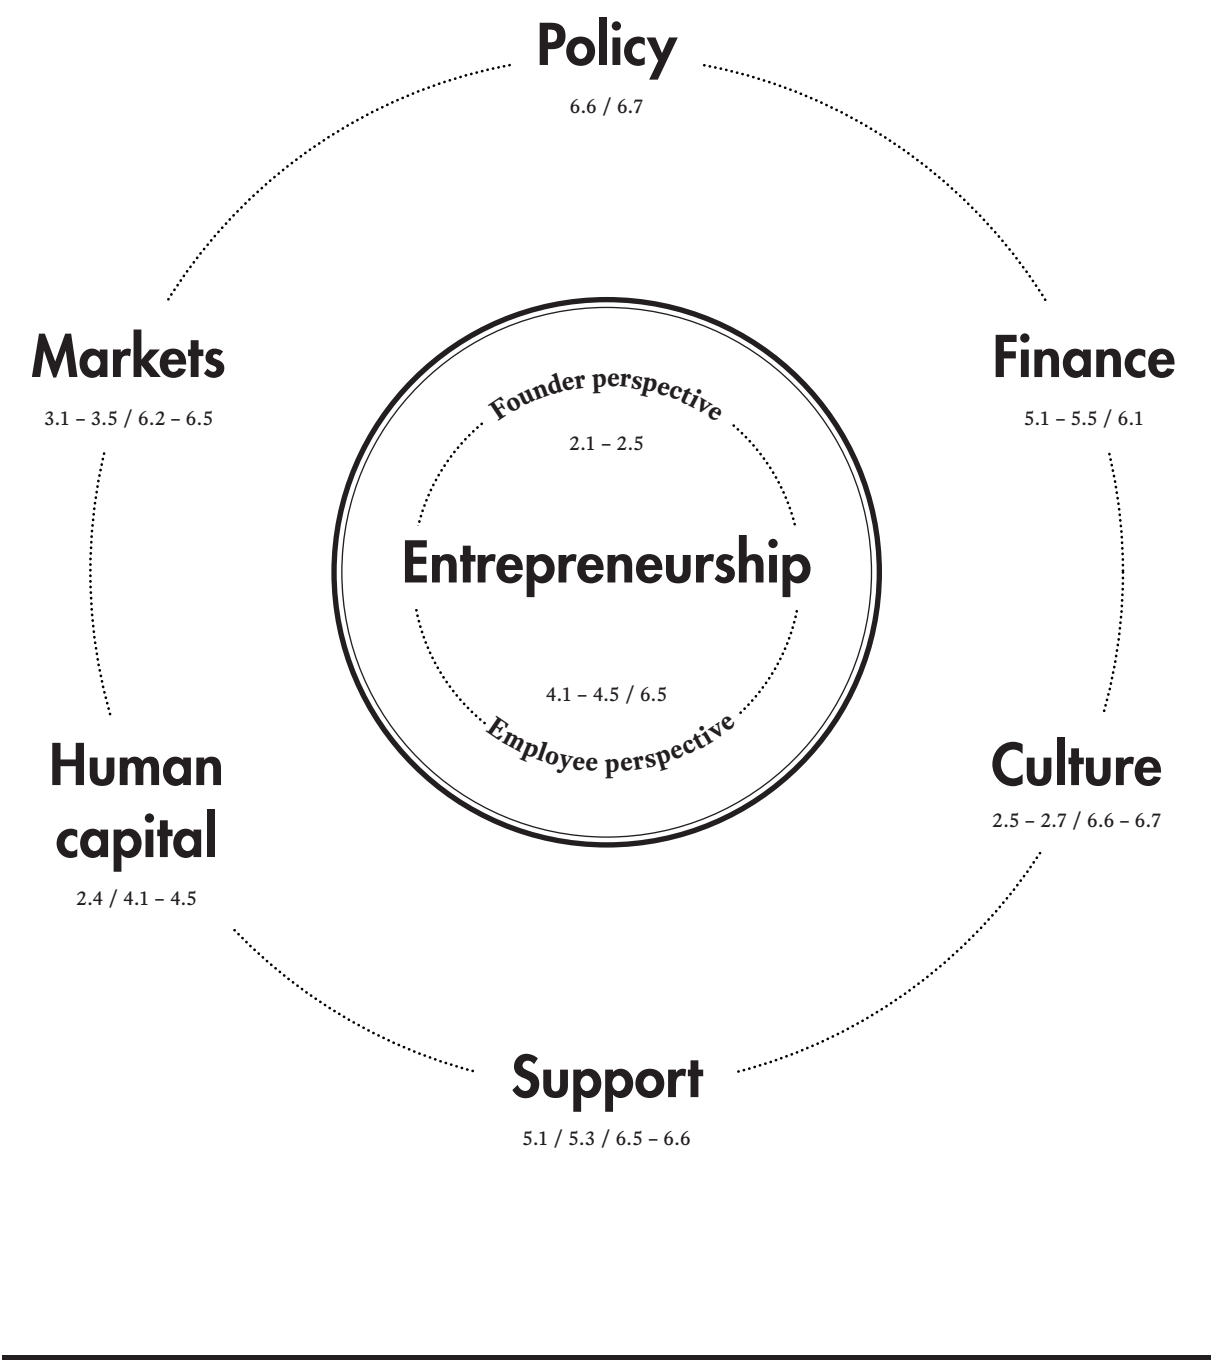 Policy
6.6 / 6.7
Markets
3.1 – 3.5 / 6.2 – 6.5
Finance
5.1 – 5.5 / 6.1
Founder perspective
2.1 – 2.5
Entrepreneurship
4.1 – 4.5 / 6.5
Employee perspective
Human
capital
2.4 / 4.1 – 4.5
Culture
2.5 – 2.7 / 6.6 – 6.7
Support
5.1 / 5.3 / 6.5 – 6.6